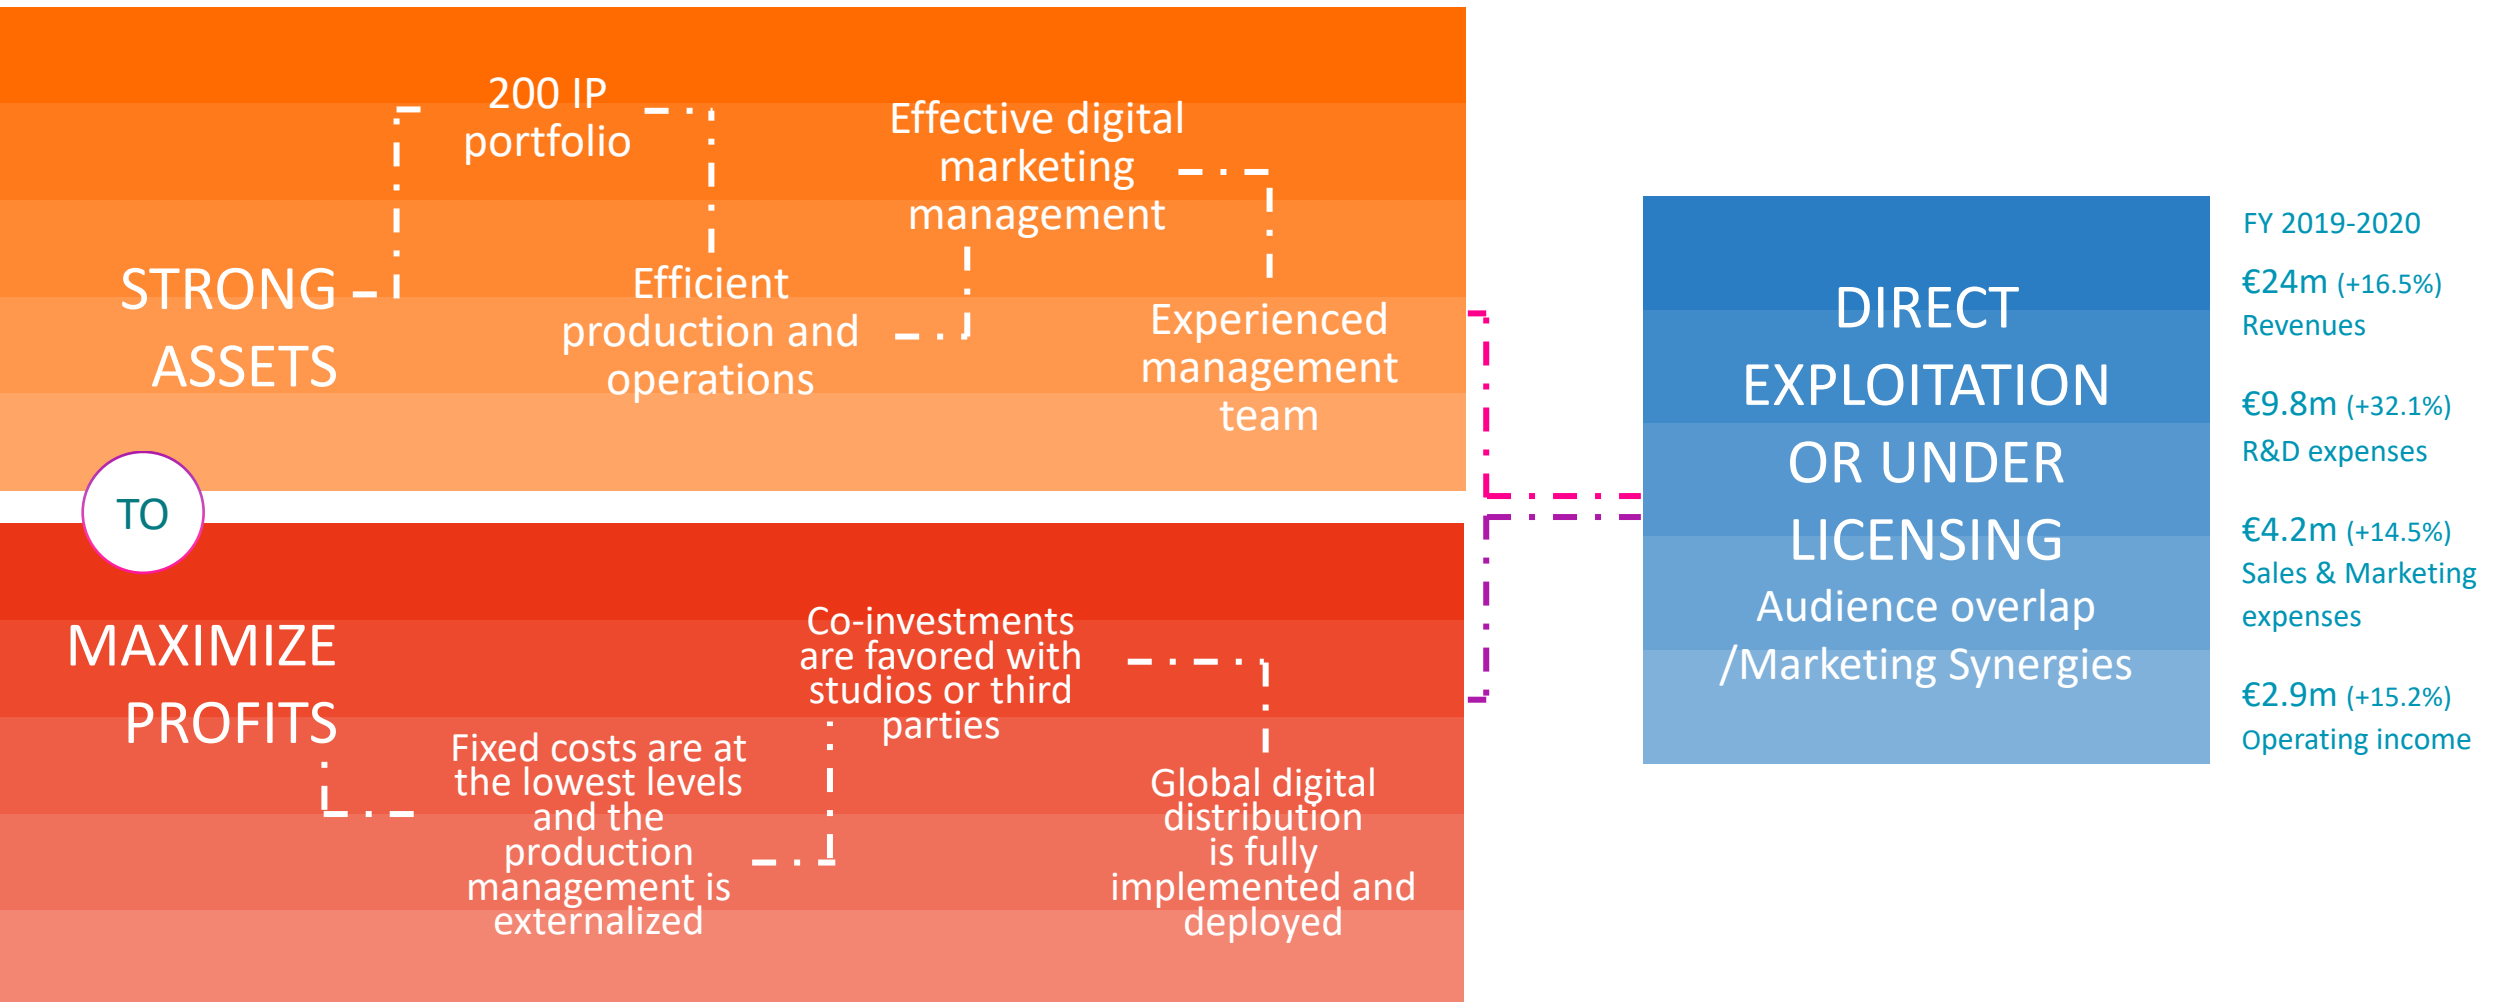 STRONG
ASSETS
200 IP
portfolio
Efficient
production and
operations
Effective digital
marketing
management
Experienced
management
team
TO
MAXIMIZE
PROFITS
Fixed costs are at
the lowest levels
and the
production
management is
externalized
Co-investments
are favored with
studios or third
parties
Global digital
distribution
is fully
implemented and
deployed
DIRECT
EXPLOITATION
OR UNDER
LICENSING
Audience overlap
/Marketing Synergies
FY 2019-2020
€24m (+16.5%)
Revenues
€9.8m (+32.1%)
R&D expenses
€4.2m (+14.5%)
Sales & Marketing
expenses
€2.9m (+15.2%)
Operating income